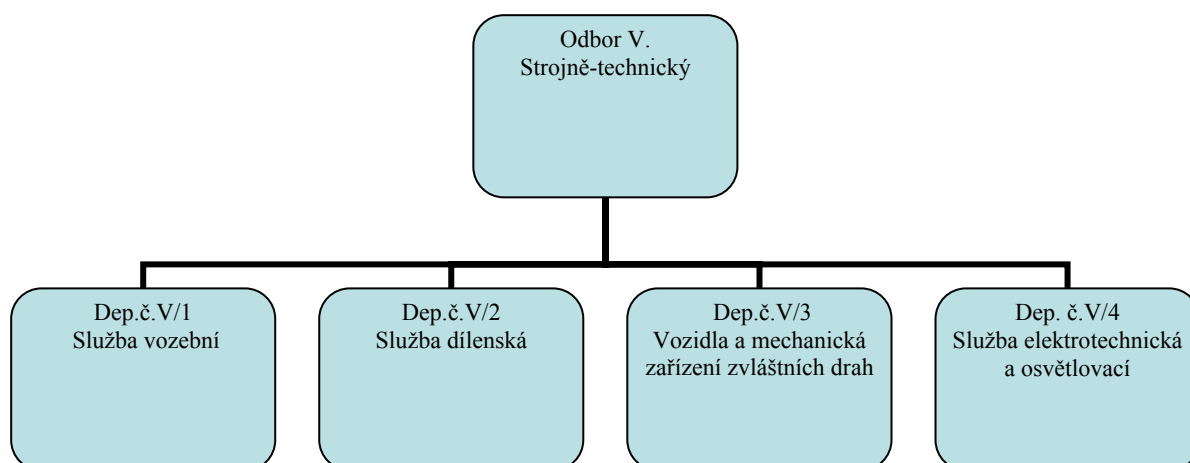 Odbor V.
Strojně-technický
Dep.č.V/1
Služba vozební
Dep.č.V/2
Služba dílenská
Dep.č.V/3
Vozidla a mechanická
zařízení zvláštních drah
Dep. č.V/4
Služba elektrotechnická
a osvětlovací